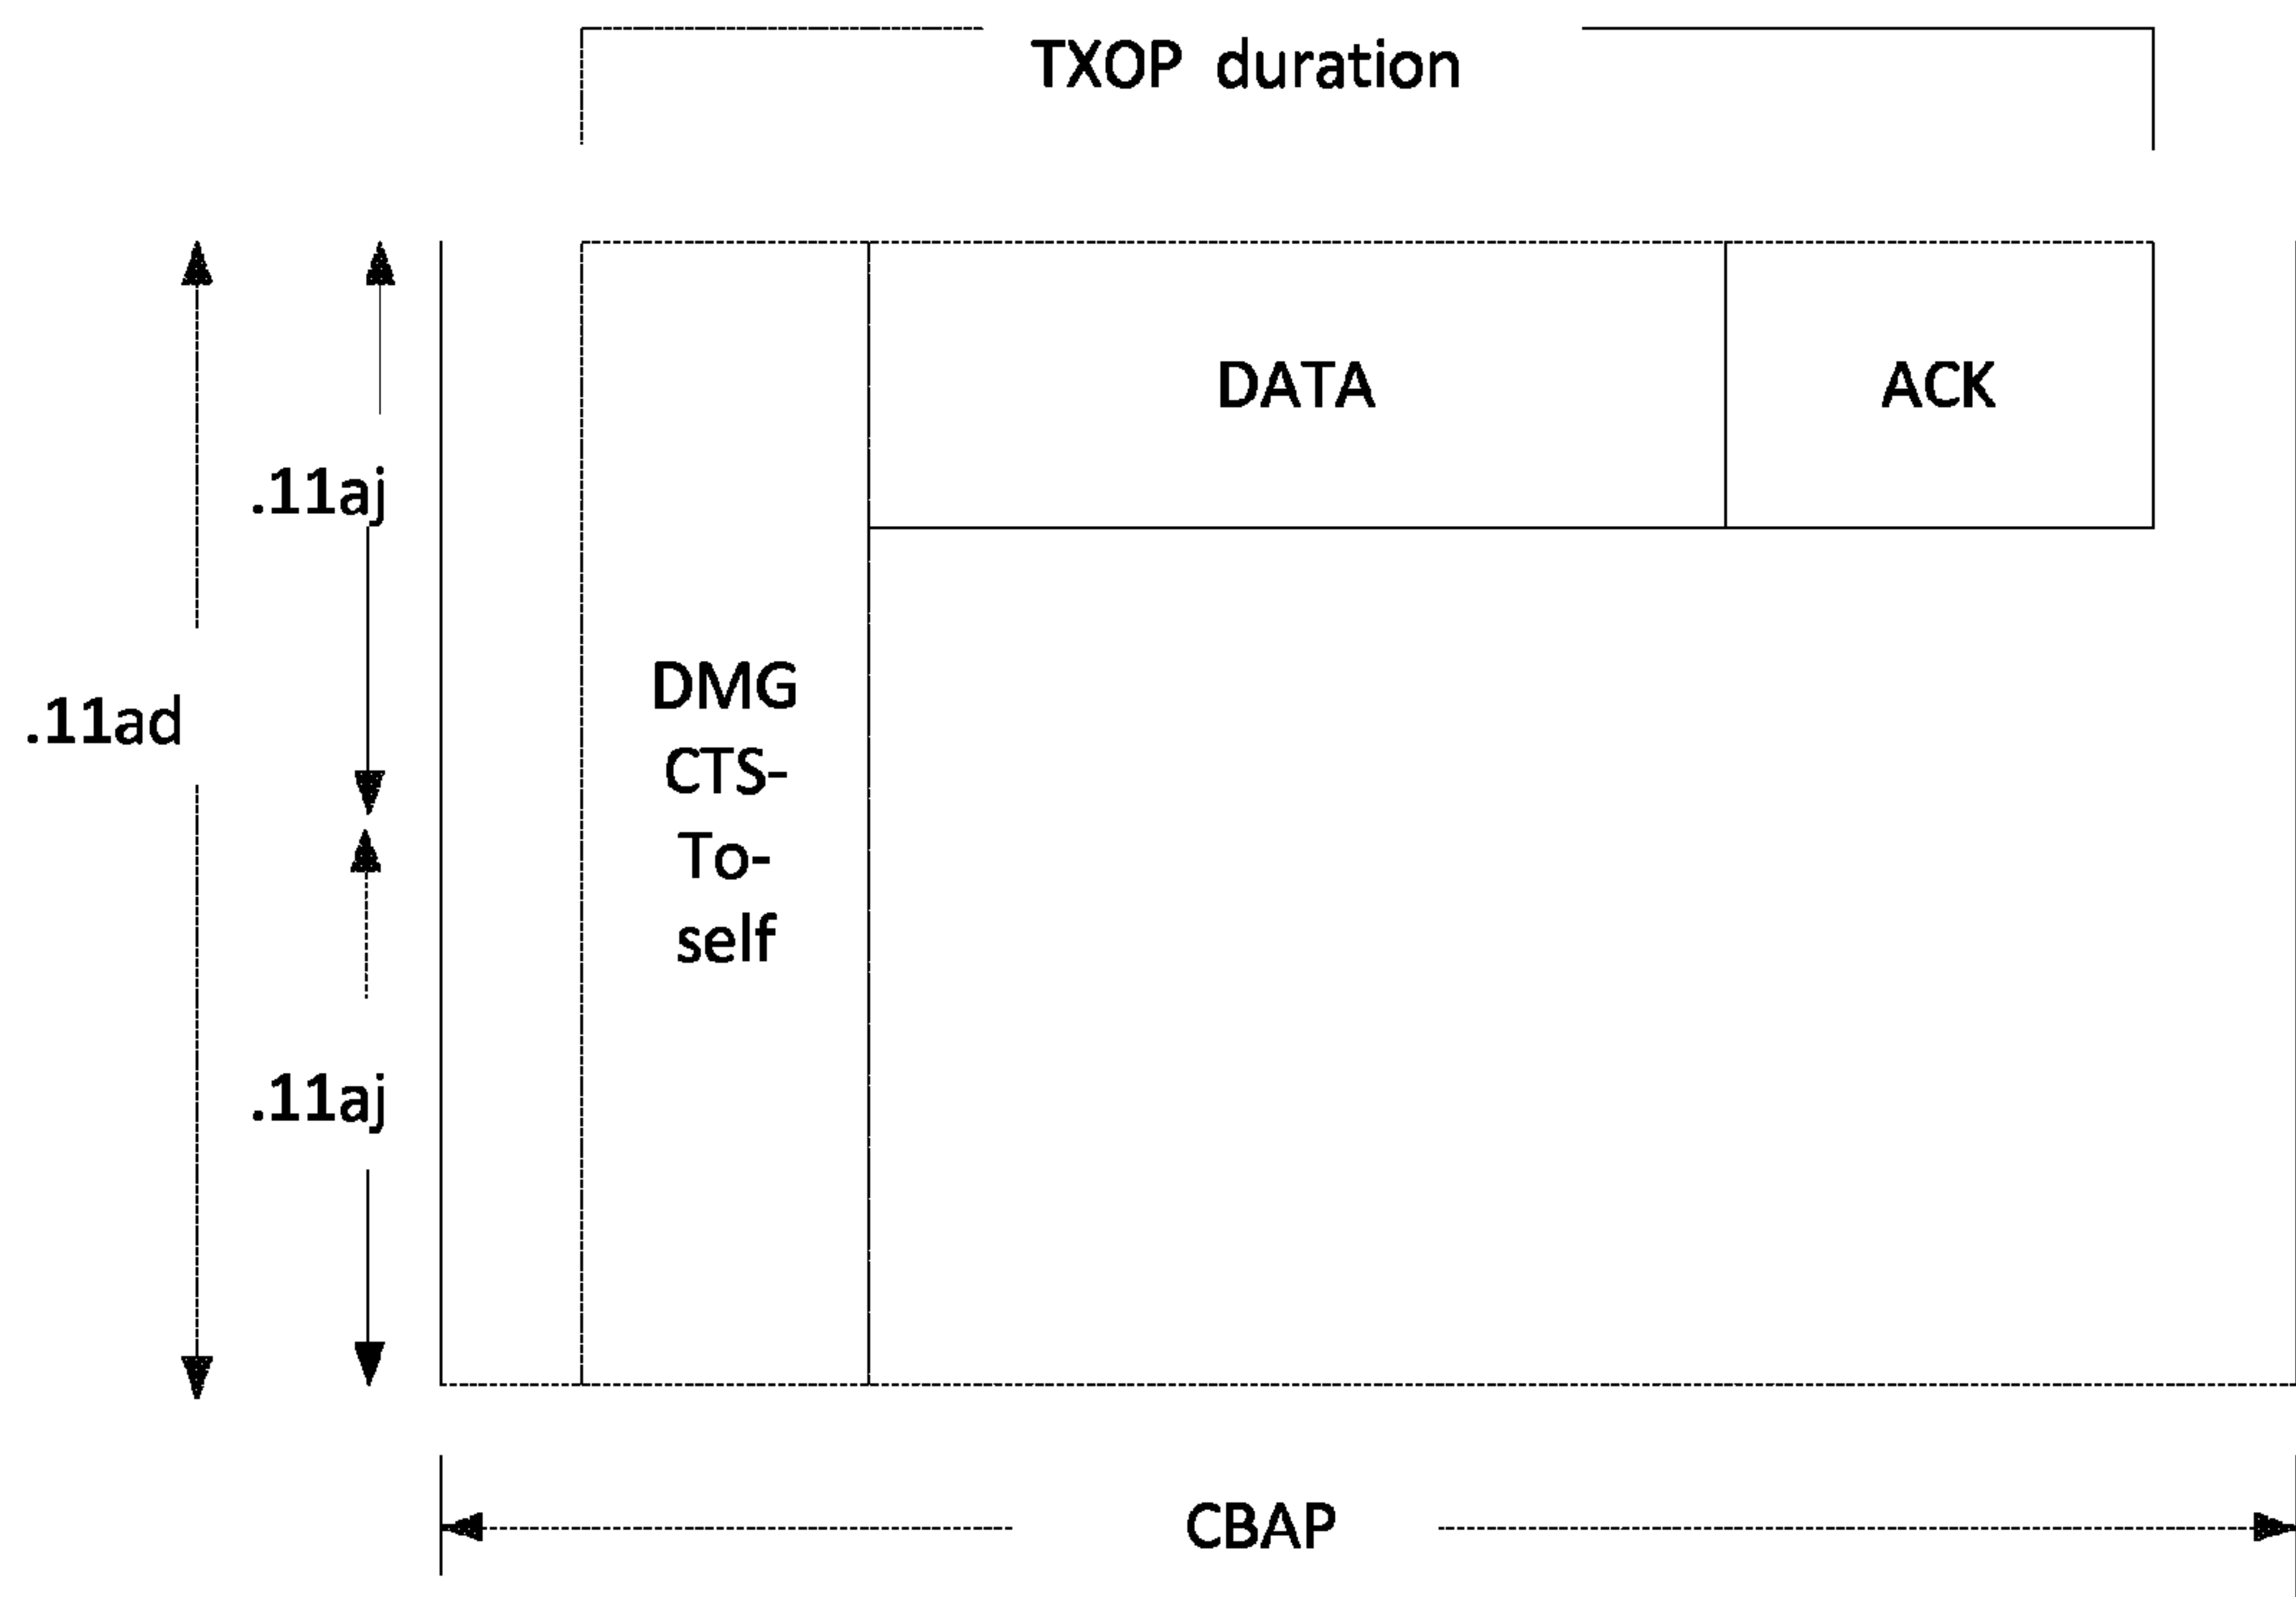 TXOP duration
DATA
ACK
.11aj
.11ad
DMG
CTS-
To-
self
.11aj
CBAP